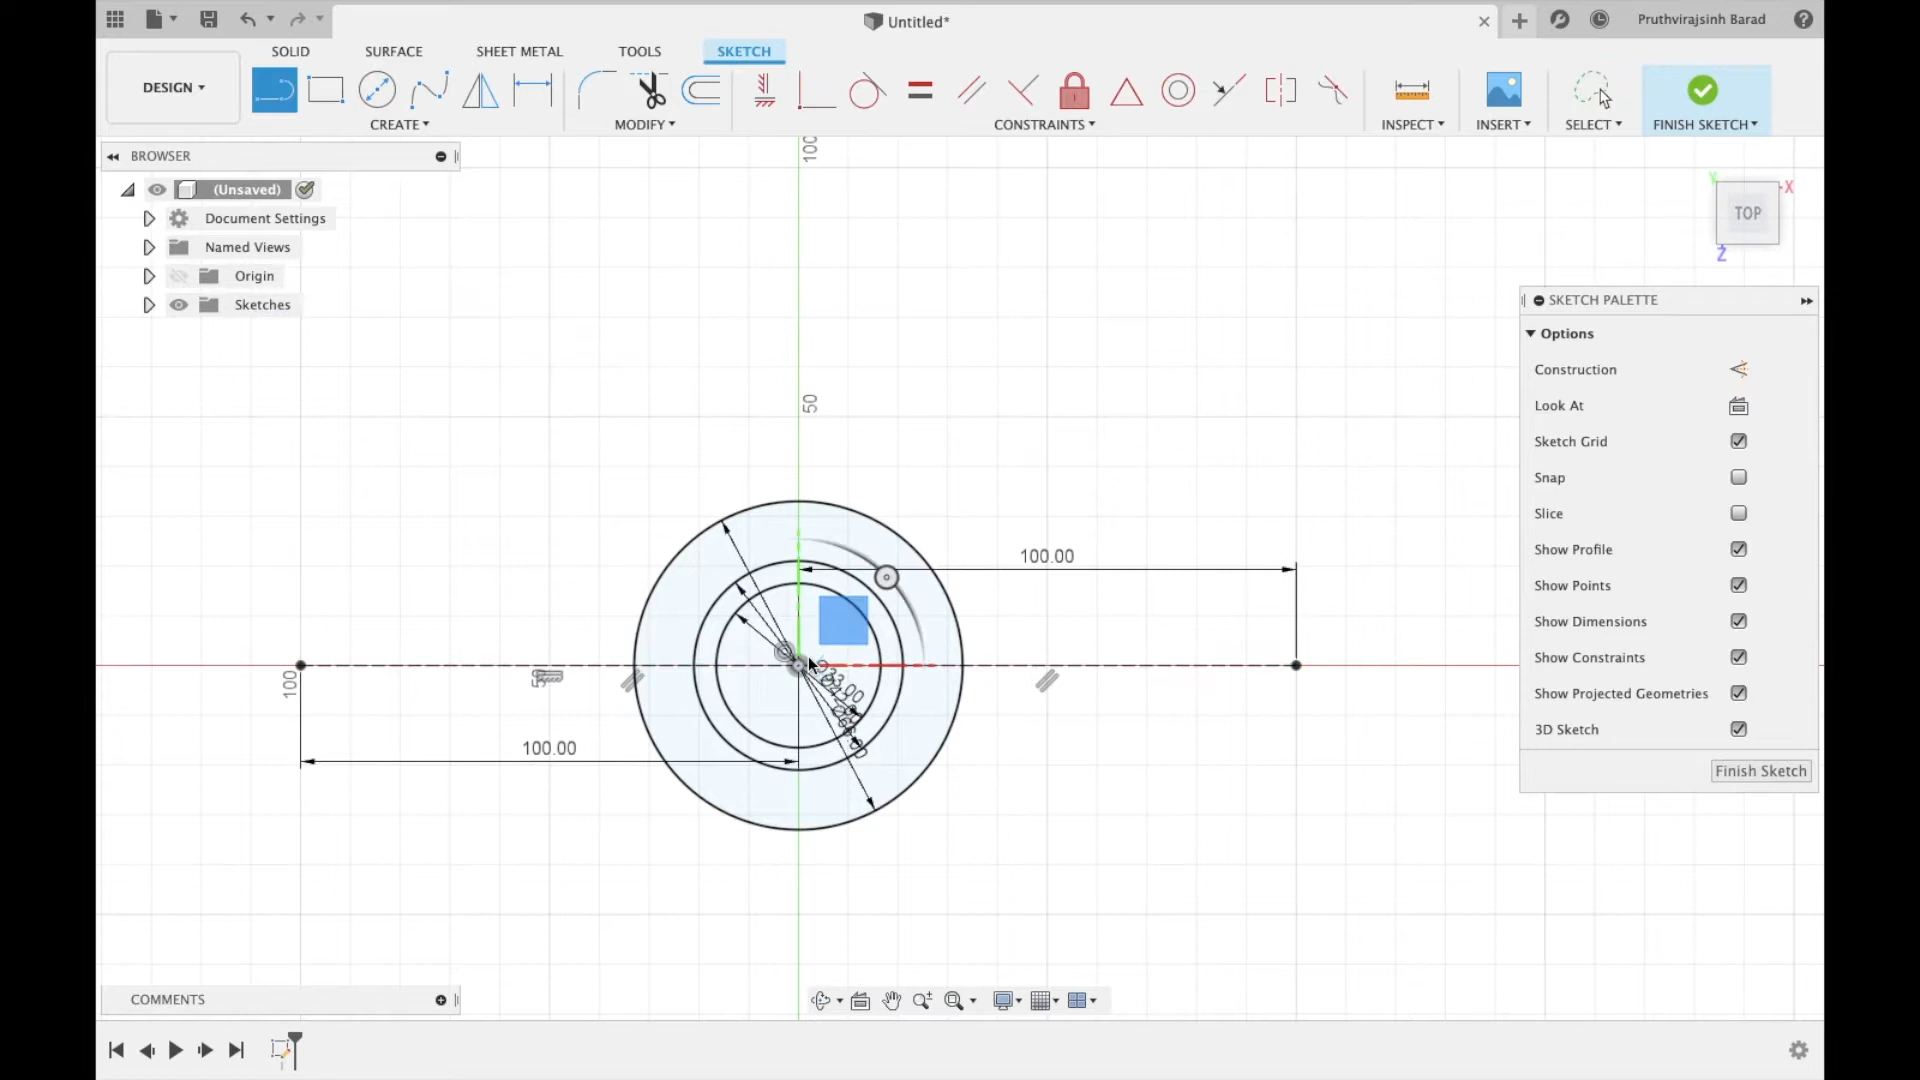 Untitled*
Pruthvirajsinh Barad
SOLID SURFACE SHEET METAL TOOLS SKETCH
DESIGN
CREATE MODIFY CONSTRAINTS INSPECT INSERT SELECT FINISH SKETCH
BROWSER
(Unsaved)
Document Settings
Named Views
Origin
Sketches
100
50
TOP
X
Y
Z
SKETCH PALETTE
Options
Construction
Look At
Sketch Grid
Snap
Slice
Show Profile
Show Points
Show Dimensions
Show Constraints
Show Projected Geometries
3D Sketch
Finish Sketch
100.00
100
100.00
COMMENTS